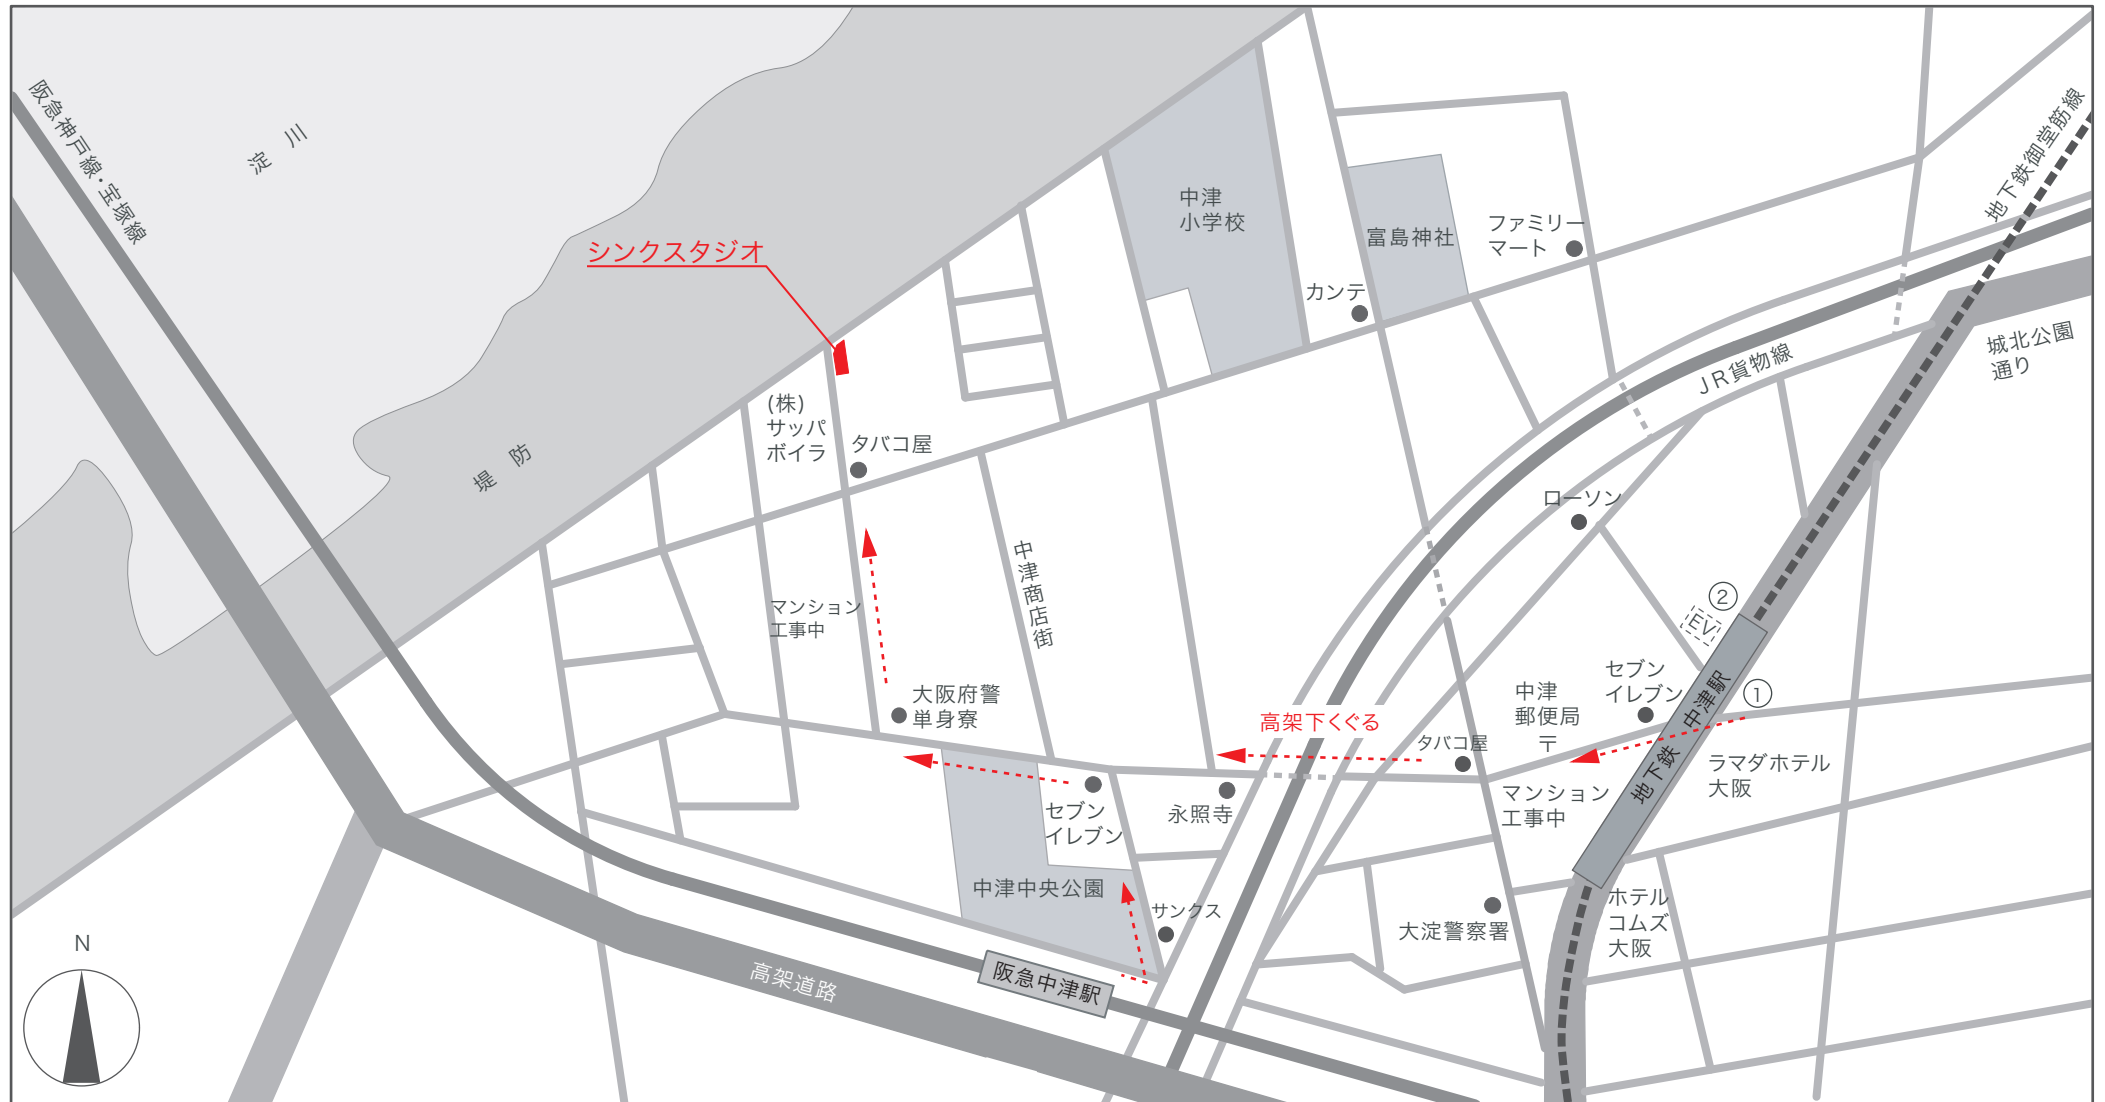 阪急神戸線・宝塚線
淀川
堤防
シンクスタジオ
(株)
サッパ
ボイラ
タバコ屋
中津
小学校
富島神社
ファミリー
マート
カンテ
地下鉄御堂筋線
城北公園
通り
JR貨物線
ローソン
中津商店街
マンション
工事中
大阪府警
単身寮
高架下くぐる
タバコ屋
中津
郵便局
〒
セブン
イレブン
②
EV
①
地下鉄 中津駅
ラマダホテル
大阪
マンション
工事中
セブン
イレブン
永照寺
中津中央公園
サンクス
大淀警察署
ホテル
コムズ
大阪
阪急中津駅
高架道路
N